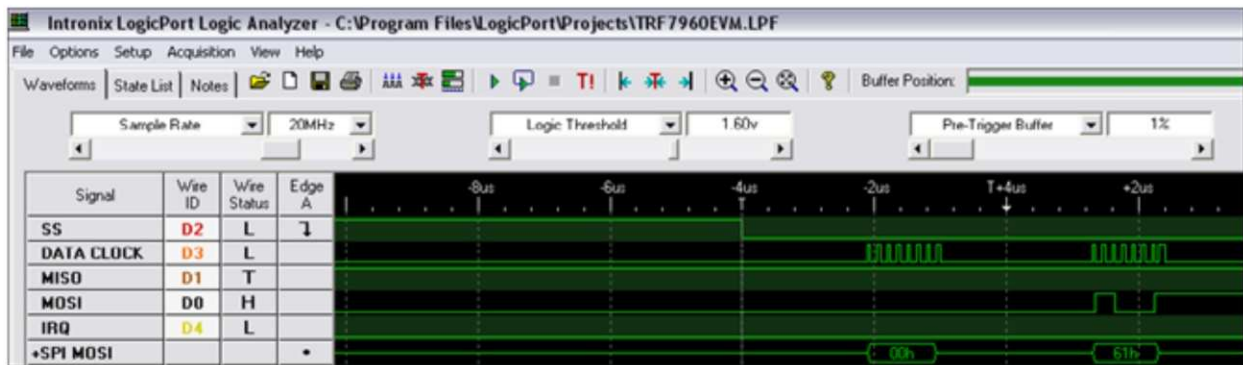 Intronix LogicPort Logic Analyzer - C:\Program Files\LogicPort\Projects\TRF7960EVM.LPF
File Options Setup Acquisition View Help
Waveforms State List Notes T! T ? Buffer Position:
Sample Rate 20MHz Logic Threshold 1.60v Pre-Trigger Buffer 1%
Signal Wire ID Wire Status Edge A -8us -6us -4us -2us T+4us +2us
T
SS D2 L
DATA CLOCK D3 L
MISO D1 T
MOSI D0 H
IRQ D4 L
+SPI MOSI 00h 61h